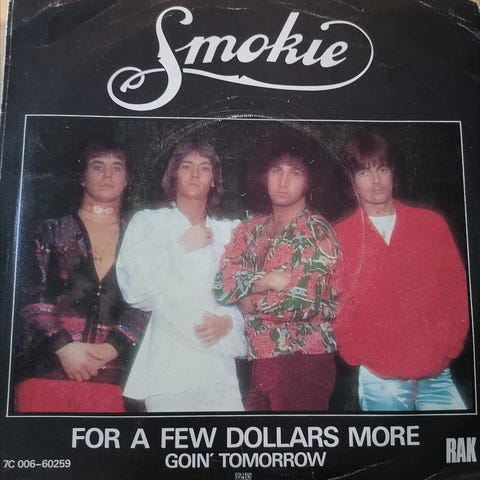 Smokie
FOR A FEW DOLLARS MORE
GOIN' TOMORROW
7C 006-60259
RAK